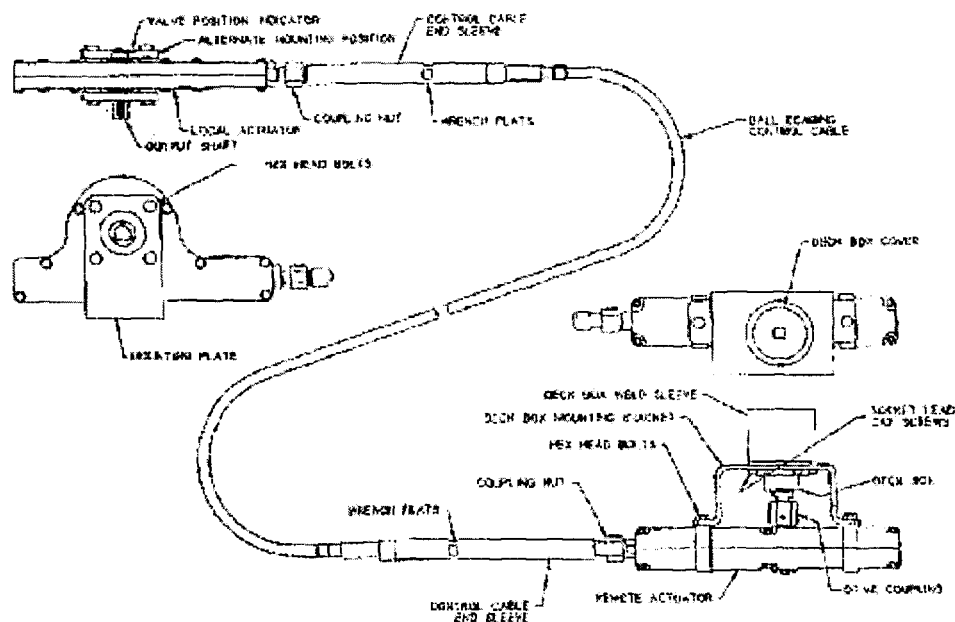 VALVE POSITION INDICATOR
ALTERNATE MOUNTING POSITION
CONTROL CABLE
END SLEEVE
COUPLING NUT
WRENCH FLATS
LOCAL ACTUATOR
OUTPUT SHAFT
HEX HEAD BOLTS
BALL BEARING
CONTROL CABLE
DECK BOX COVER
MOUNTING PLATE
DECK BOX WELD SLEEVE
DECK BOX MOUNTING BRACKET
SOCKET HEAD
CAP SCREWS
HEX HEAD BOLTS
COUPLING NUT
DECK BOX
WRENCH FLATS
CONTROL CABLE
END SLEEVE
REMOTE ACTUATOR
DRIVE COUPLING